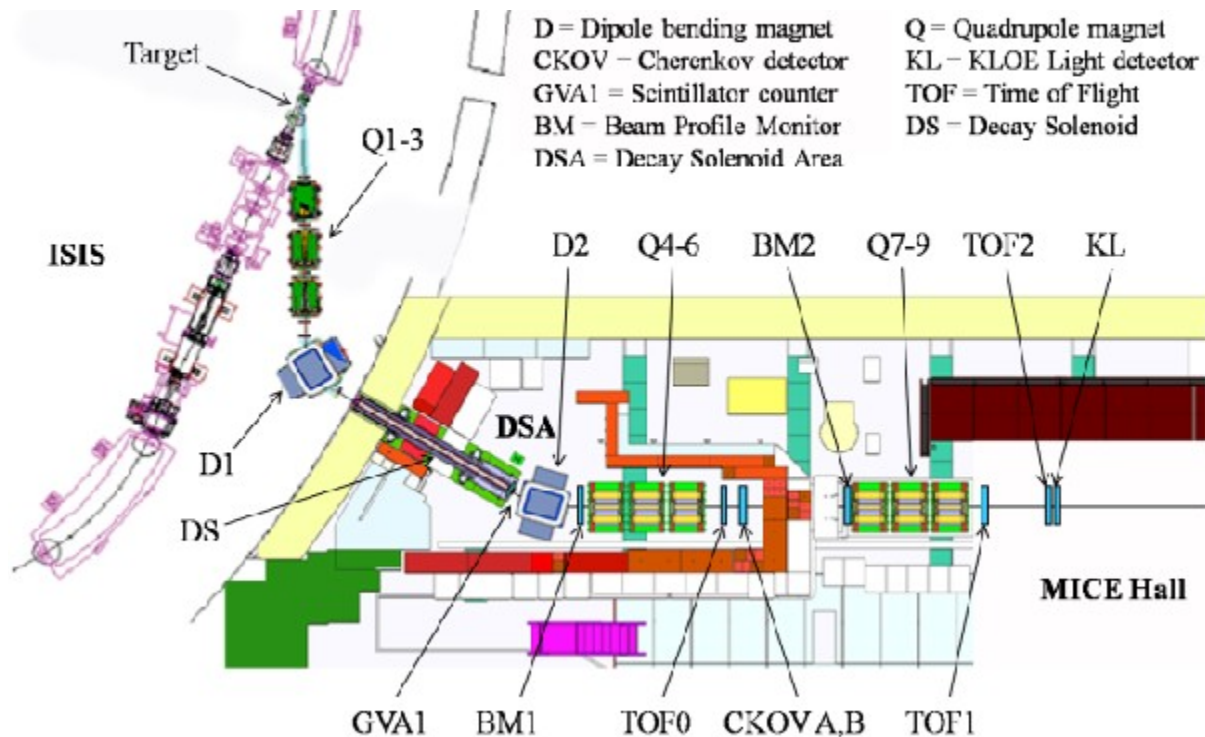 D = Dipole bending magnet
Q = Quadrupole magnet
CKOV = Cherenkov detector
KL = KLOE Light detector
GVA1 = Scintillator counter
TOF = Time of Flight
BM = Beam Profile Monitor
DS = Decay Solenoid
DSA = Decay Solenoid Area
Target
Q1-3
ISIS
D2
Q4-6
BM2
Q7-9
TOF2
KL
D1
DSA
DS
MICE Hall
GVA1
BM1
TOF0
CKOV A,B
TOF1